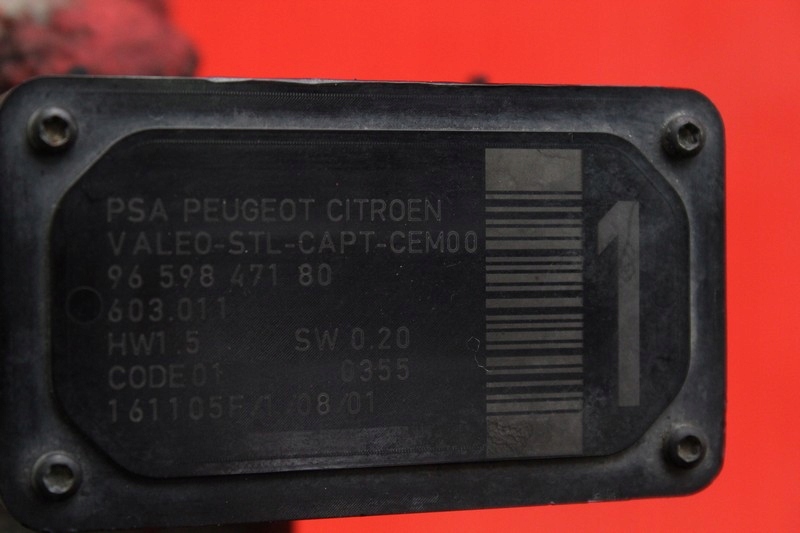 PSA PEUGEOT CITROEN
VALEO-STL-CAPT-CEM00
96 598 471 80
603.011
HW1.5 SW 0.20
CODE01 0355
161105F/1/08/01
1